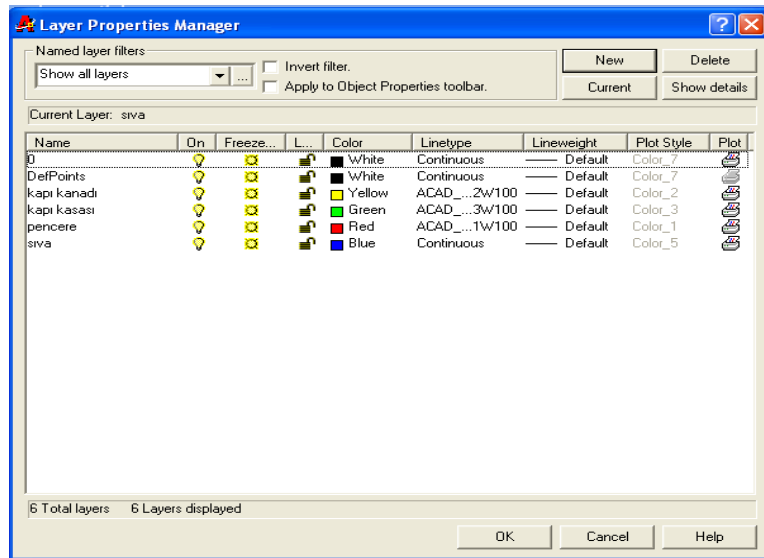 Layer Properties Manager
Named layer filters
Show all layers
...
Invert filter.
Apply to Object Properties toolbar.
New
Delete
Current
Show details
Current Layer: sıva
Name On Freeze... L... Color Linetype Lineweight Plot Style Plot
0 White Continuous Default Color_7
DefPoints White Continuous Default Color_7
kapı kanadı Yellow ACAD_...2W100 Default Color_2
kapı kasası Green ACAD_...3W100 Default Color_3
pencere Red ACAD_...1W100 Default Color_1
sıva Blue Continuous Default Color_5
6 Total layers 6 Layers displayed
OK Cancel Help